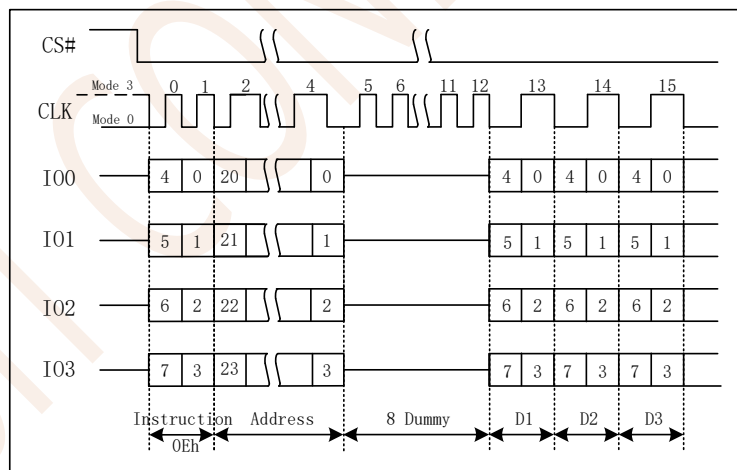 CS#
Mode 3 0 1 2 4 5 6 11 12 13 14 15
CLK
Mode 0
IO0 4 0 20 0 4 0 4 0 4 0
IO1 5 1 21 1 5 1 5 1 5 1
IO2 6 2 22 2 6 2 6 2 6 2
IO3 7 3 23 3 7 3 7 3 7 3
Instruction Address 8 Dummy D1 D2 D3
0Eh